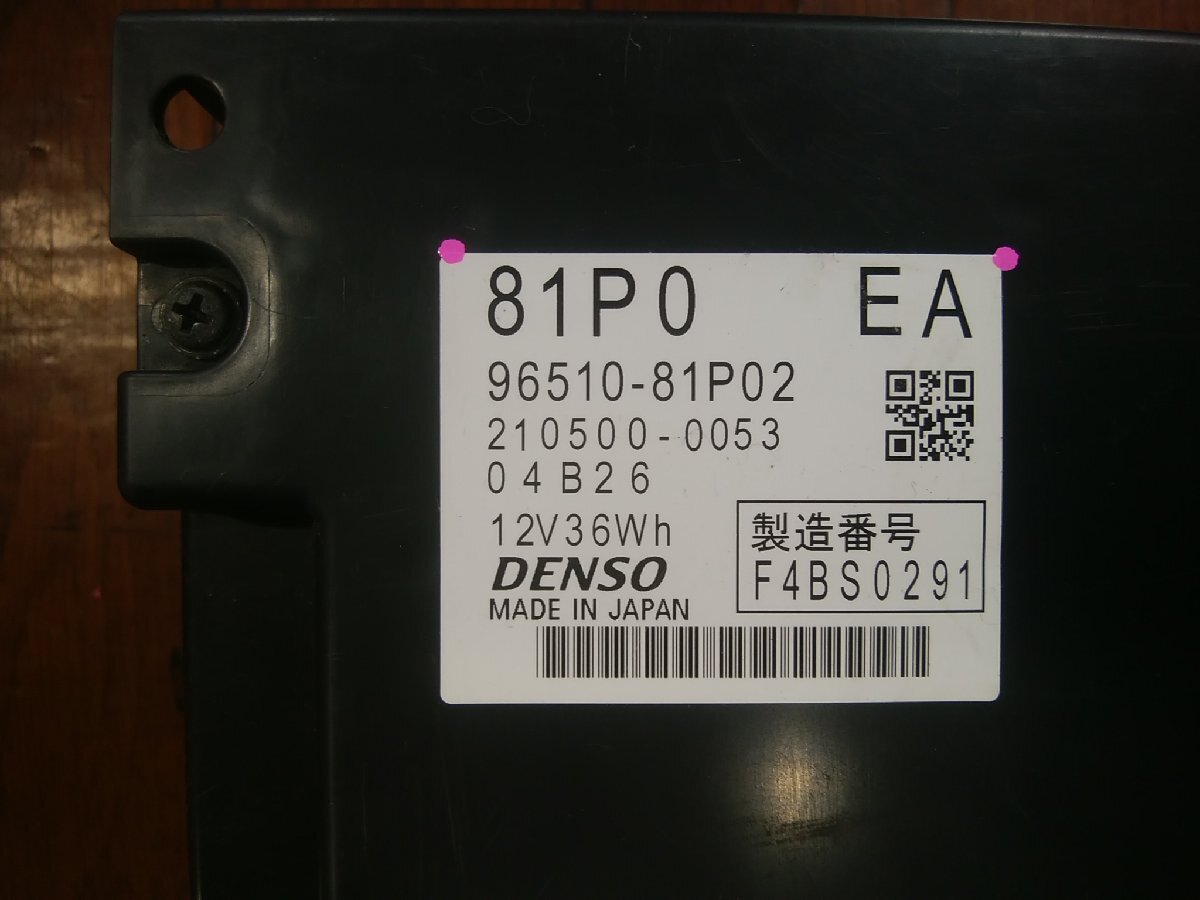 81P0 EA
96510-81P02
210500-0053
04B26
12V36Wh
製造番号
F4BS0291
DENSO
MADE IN JAPAN